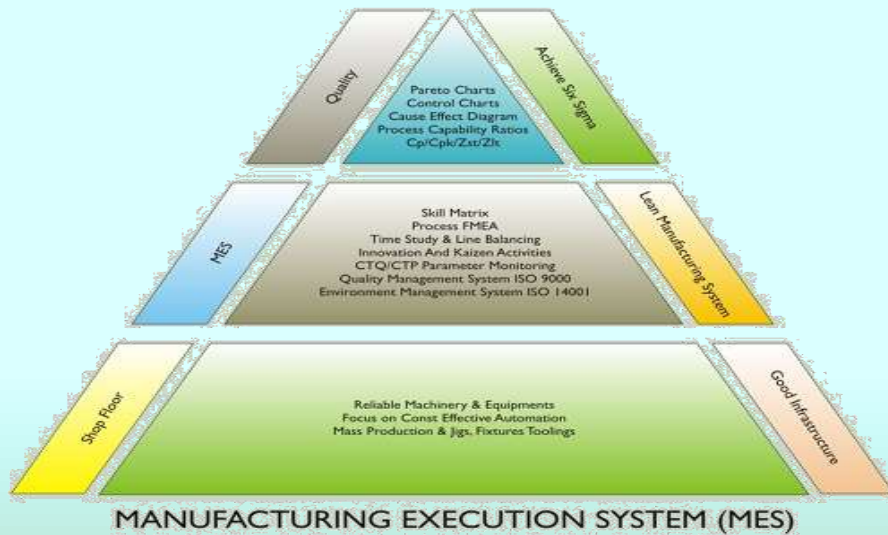 Quality
Pareto Charts
Control Charts
Cause Effect Diagram
Process Capability Ratios
Cp/Cpk/Zst/Zlt
Achieve Six Sigma
MES
Skill Matrix
Process FMEA
Time Study & Line Balancing
Innovation And Kaizen Activities
CTQ/CTP Parameter Monitoring
Quality Management System ISO 9000
Environment Management System ISO 14001
Lean Manufacturing System
Shop Floor
Reliable Machinery & Equipments
Focus on Const Effective Automation
Mass Production & Jigs, Fixtures Toolings
Good Infrastructure
MANUFACTURING EXECUTION SYSTEM (MES)